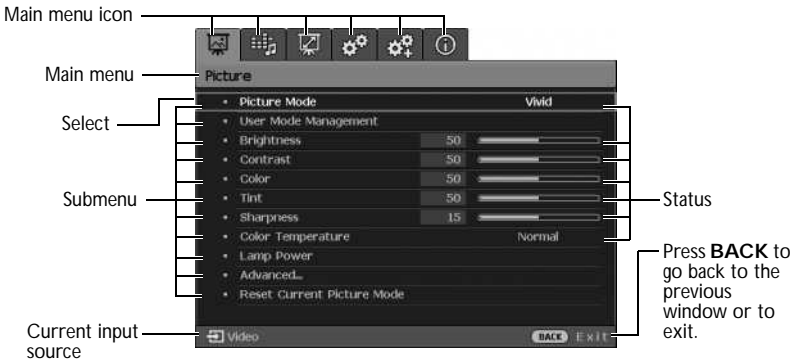 Main menu icon
Main menu
Picture
Select
Picture Mode Vivid
User Mode Management
Brightness 50
Contrast 50
Color 50
Submenu
Tint 50
Status
Sharpness 15
Color Temperature Normal
Lamp Power
Advanced...
Reset Current Picture Mode
Press BACK to
go back to the
previous
window or to
exit.
Current input
source
Video
BACK Exit